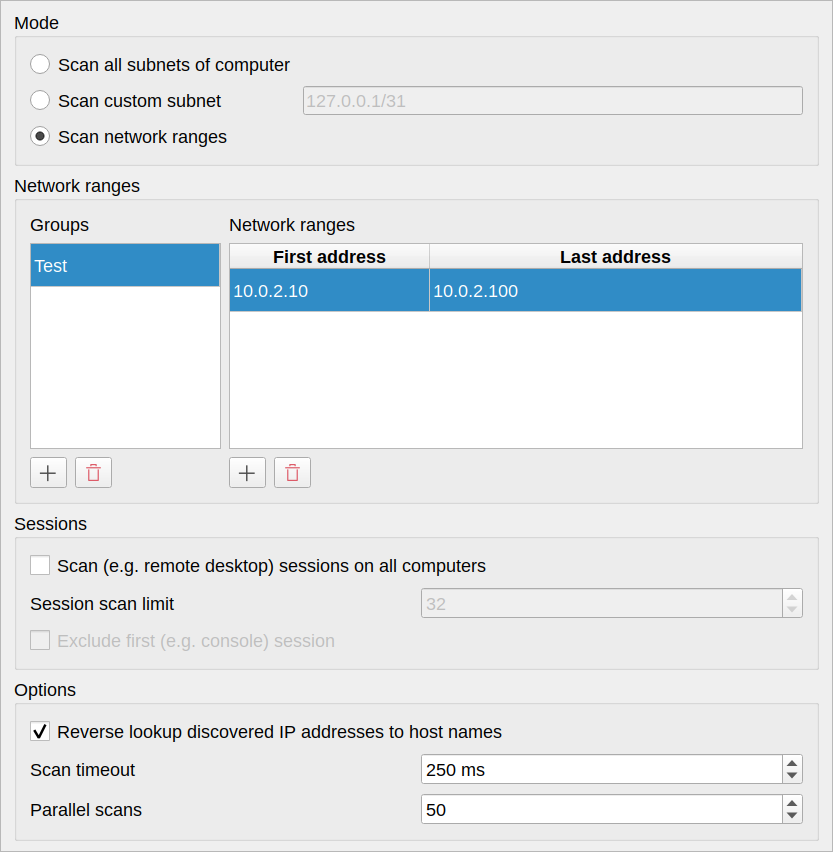 Mode
Scan all subnets of computer
Scan custom subnet 127.0.0.1/31
Scan network ranges
Network ranges
Groups Network ranges
First address Last address
Test
10.0.2.10 10.0.2.100
Sessions
Scan (e.g. remote desktop) sessions on all computers
Session scan limit 32
Exclude first (e.g. console) session
Options
Reverse lookup discovered IP addresses to host names
Scan timeout 250 ms
Parallel scans 50